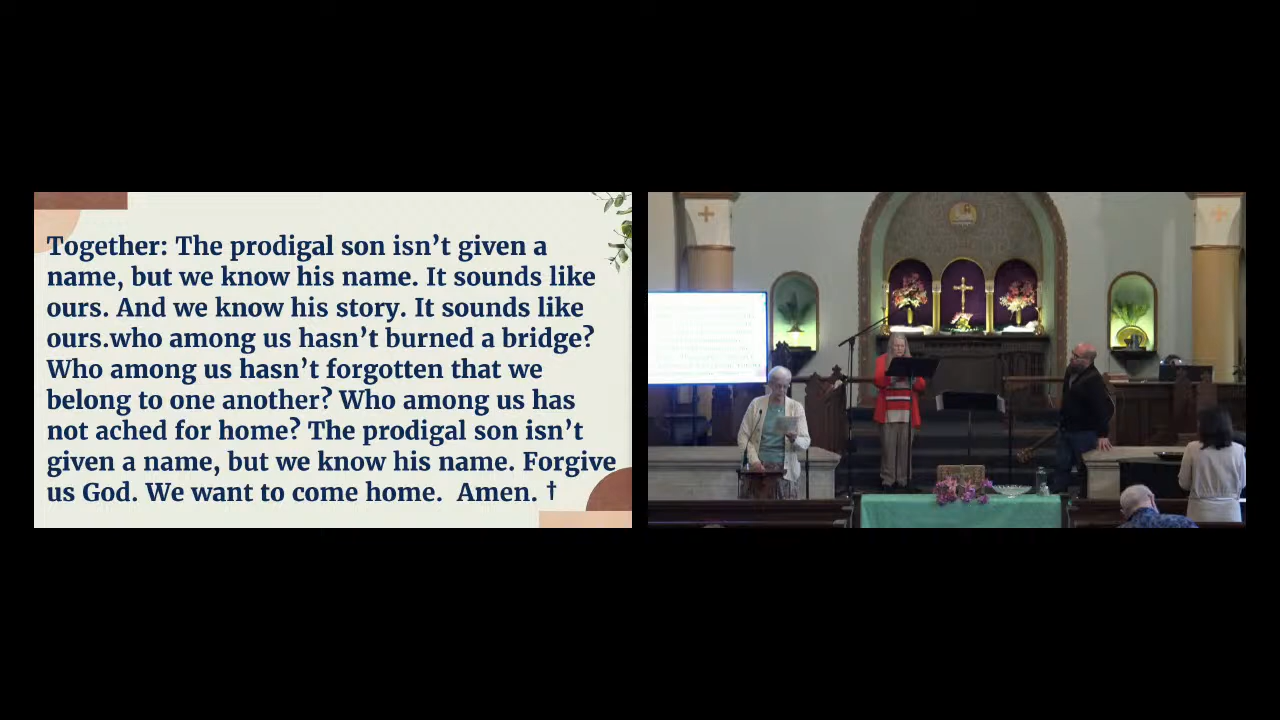 Together: The prodigal son isn’t given a
name, but we know his name. It sounds like
ours. And we know his story. It sounds like
ours.who among us hasn’t burned a bridge?
Who among us hasn’t forgotten that we
belong to one another? Who among us has
not ached for home? The prodigal son isn’t
given a name, but we know his name. Forgive
us God. We want to come home.  Amen. †